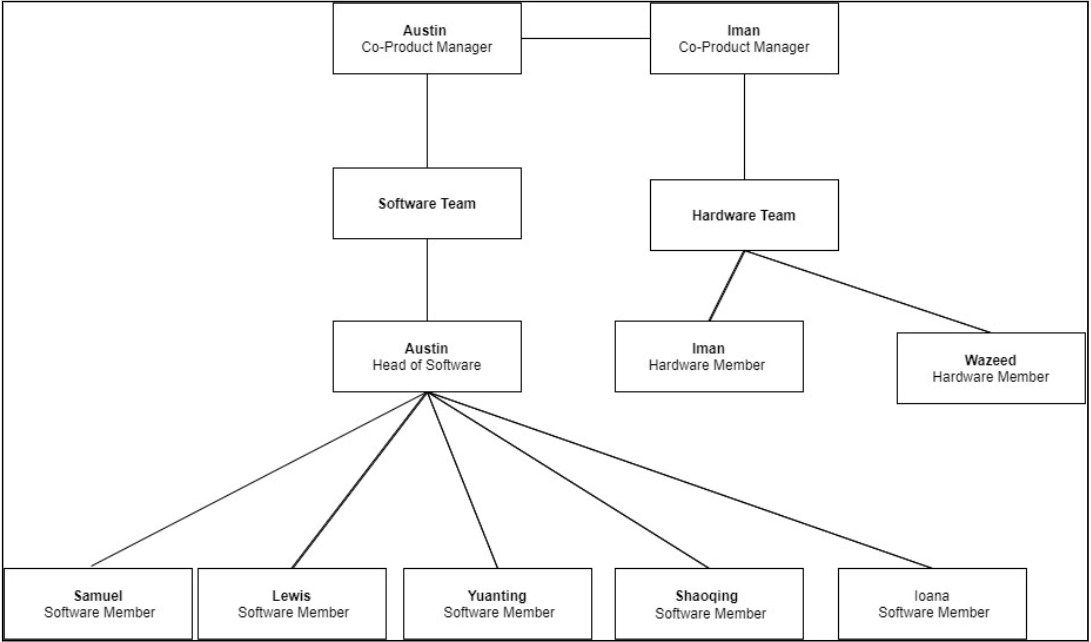 Austin
Co-Product Manager
Iman
Co-Product Manager
Software Team
Hardware Team
Austin
Head of Software
Iman
Hardware Member
Wazeed
Hardware Member
Samuel
Software Member
Lewis
Software Member
Yuanting
Software Member
Shaoqing
Software Member
Ioana
Software Member